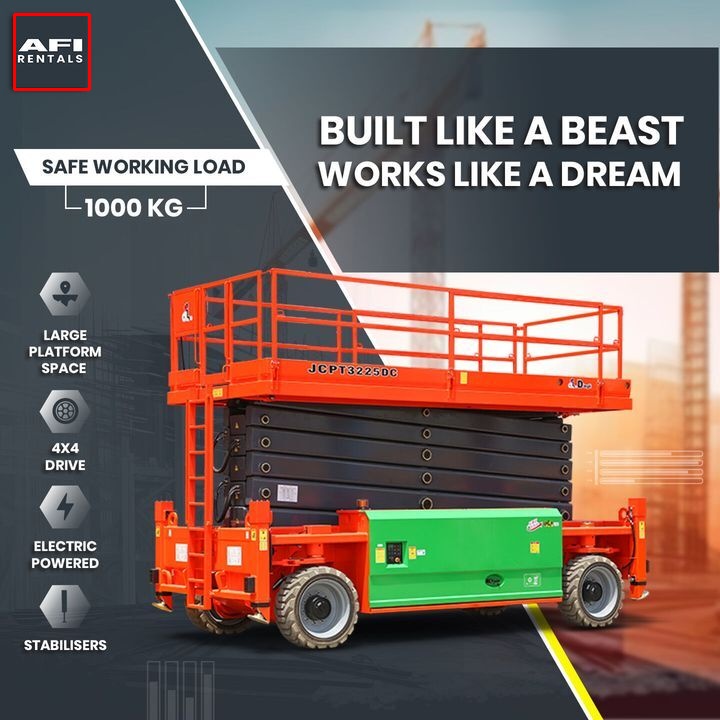 AFI
RENTALS
BUILT LIKE A BEAST
WORKS LIKE A DREAM
SAFE WORKING LOAD
1000 KG
LARGE
PLATFORM
SPACE
4X4
DRIVE
ELECTRIC
POWERED
STABILISERS
JCPT3225DC